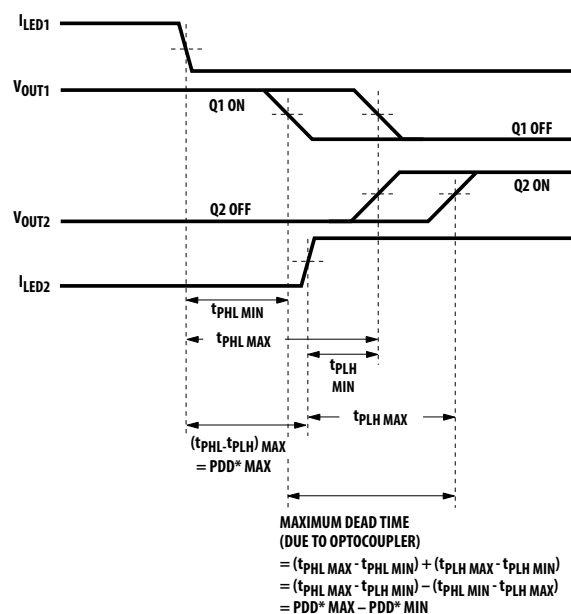 ILED1
VOUT1
Q1 ON
Q1 OFF
Q2 ON
Q2 OFF
VOUT2
ILED2
tPHL MIN
tPHL MAX
tPLH
MIN
tPLH MAX
(tPHL-tPLH) MAX
= PDD* MAX
MAXIMUM DEAD TIME
(DUE TO OPTOCOUPLER)
= (tPHL MAX - tPHL MIN) + (tPLH MAX - tPLH MIN)
= (tPHL MAX - tPLH MIN) – (tPHL MIN - tPLH MAX)
= PDD* MAX – PDD* MIN